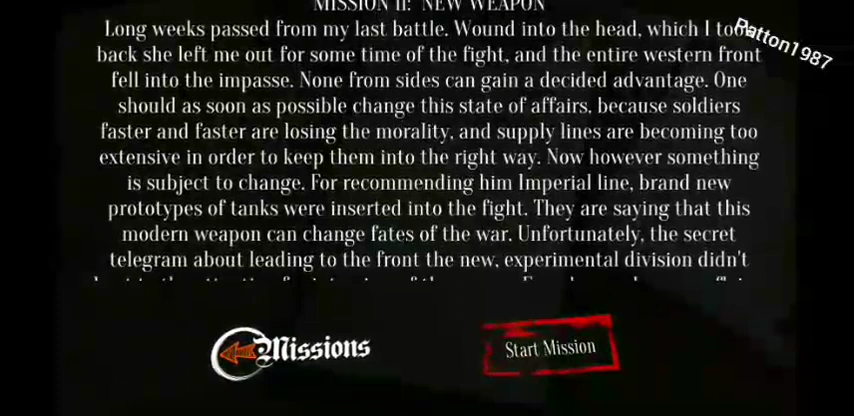 MISSION II: NEW WEAPON
Long weeks passed from my last battle. Wound into the head, which I took
back she left me out for some time of the fight, and the entire western front
fell into the impasse. None from sides can gain a decided advantage. One
should as soon as possible change this state of affairs, because soldiers
faster and faster are losing the morality, and supply lines are becoming too
extensive in order to keep them into the right way. Now however something
is subject to change. For recommending him Imperial line, brand new
prototypes of tanks were inserted into the fight. They are saying that this
modern weapon can change fates of the war. Unfortunately, the secret
telegram about leading to the front the new, experimental division didn't
Patton1987
Missions
Start Mission